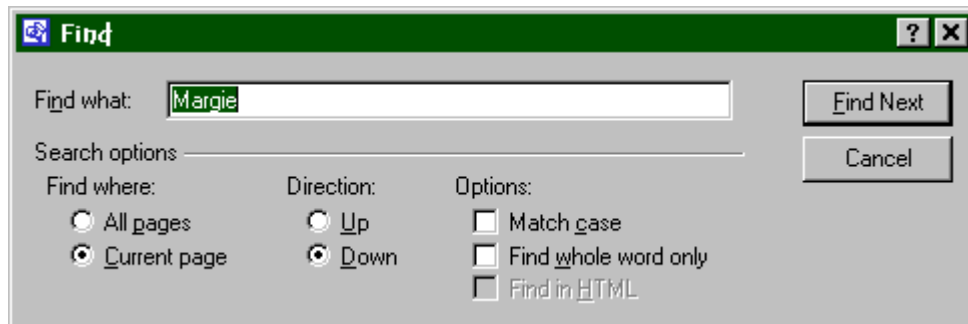 Find
Find what: Margie Find Next
Search options Cancel
Find where: Direction: Options:
All pages Up Match case
Current page Down Find whole word only
Find in HTML